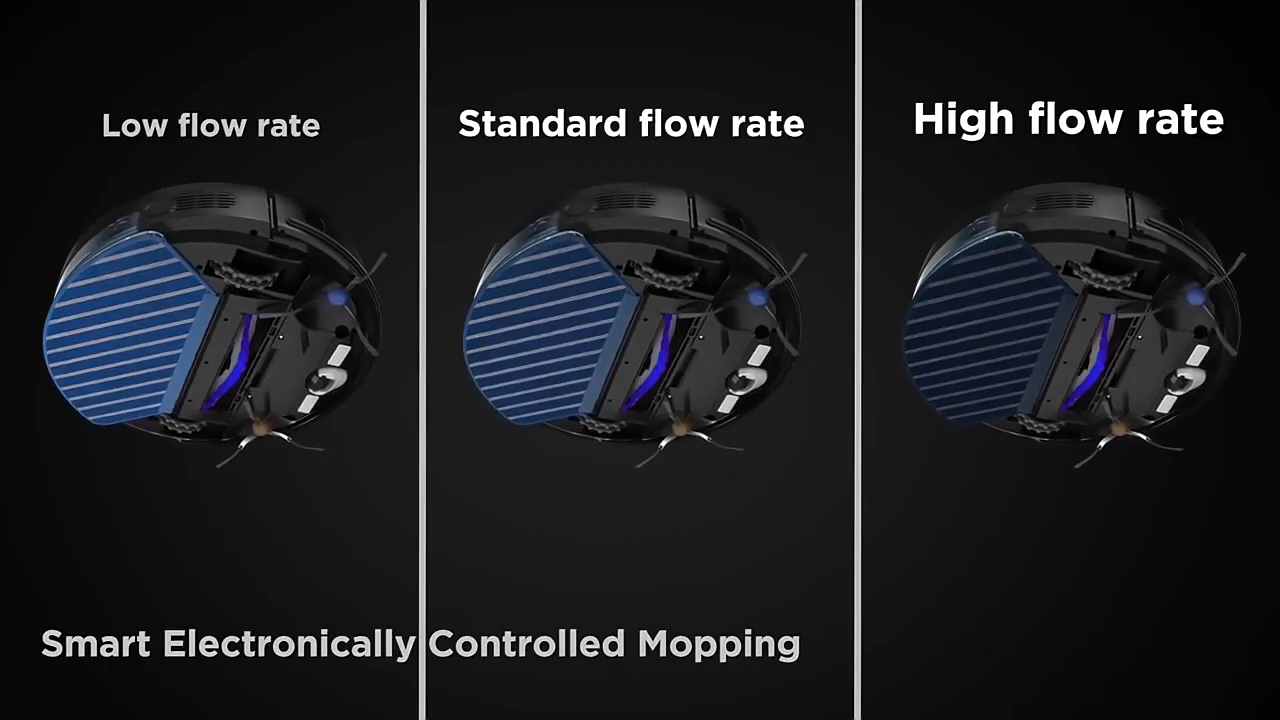 Low flow rate
Standard flow rate
High flow rate
Smart Electronically Controlled Mopping